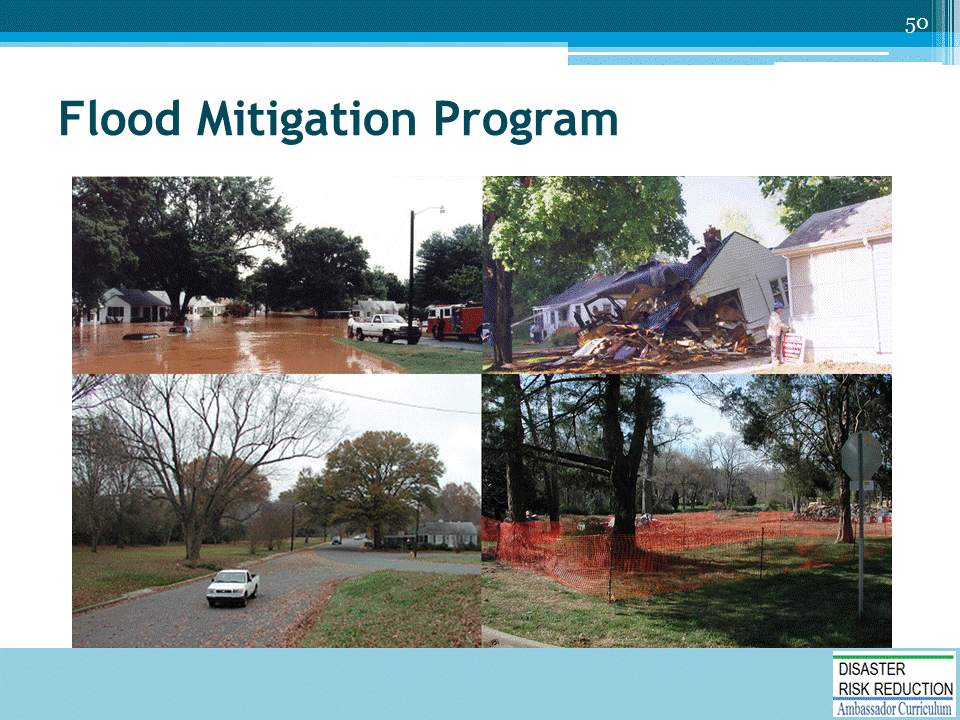 50
Flood Mitigation Program
DISASTER
RISK REDUCTION
Ambassador Curriculum